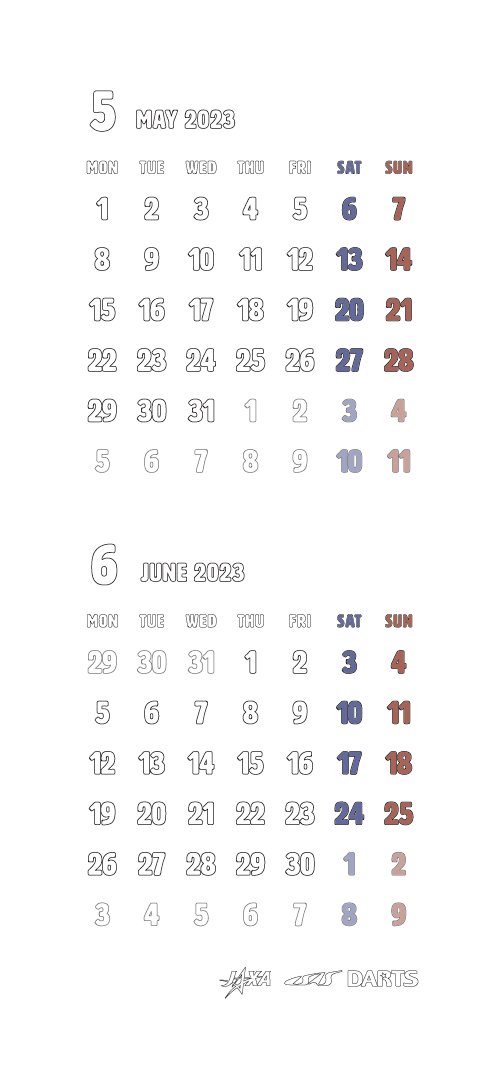 5 MAY 2023
MON TUE WED THU FRI SAT SUN
1 2 3 4 5 6 7
8 9 10 11 12 13 14
15 16 17 18 19 20 21
22 23 24 25 26 27 28
29 30 31 1 2 3 4
5 6 7 8 9 10 11
6 JUNE 2023
MON TUE WED THU FRI SAT SUN
29 30 31 1 2 3 4
5 6 7 8 9 10 11
12 13 14 15 16 17 18
19 20 21 22 23 24 25
26 27 28 29 30 1 2
3 4 5 6 7 8 9
JAXA ISAS DARTS